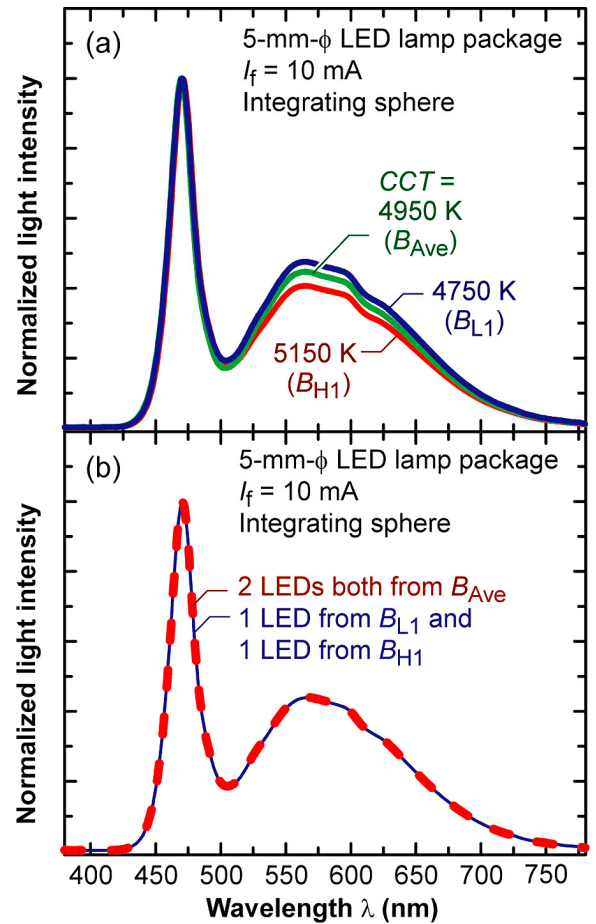 (a)
5-mm-ϕ LED lamp package
If = 10 mA
Integrating sphere
CCT =
4950 K
(BAve)
4750 K
(BL1)
5150 K
(BH1)
Normalized light intensity
(b)
5-mm-ϕ LED lamp package
If = 10 mA
Integrating sphere
2 LEDs both from BAve
1 LED from BL1 and
1 LED from BH1
Normalized light intensity
400 450 500 550 600 650 700 750
Wavelength λ (nm)